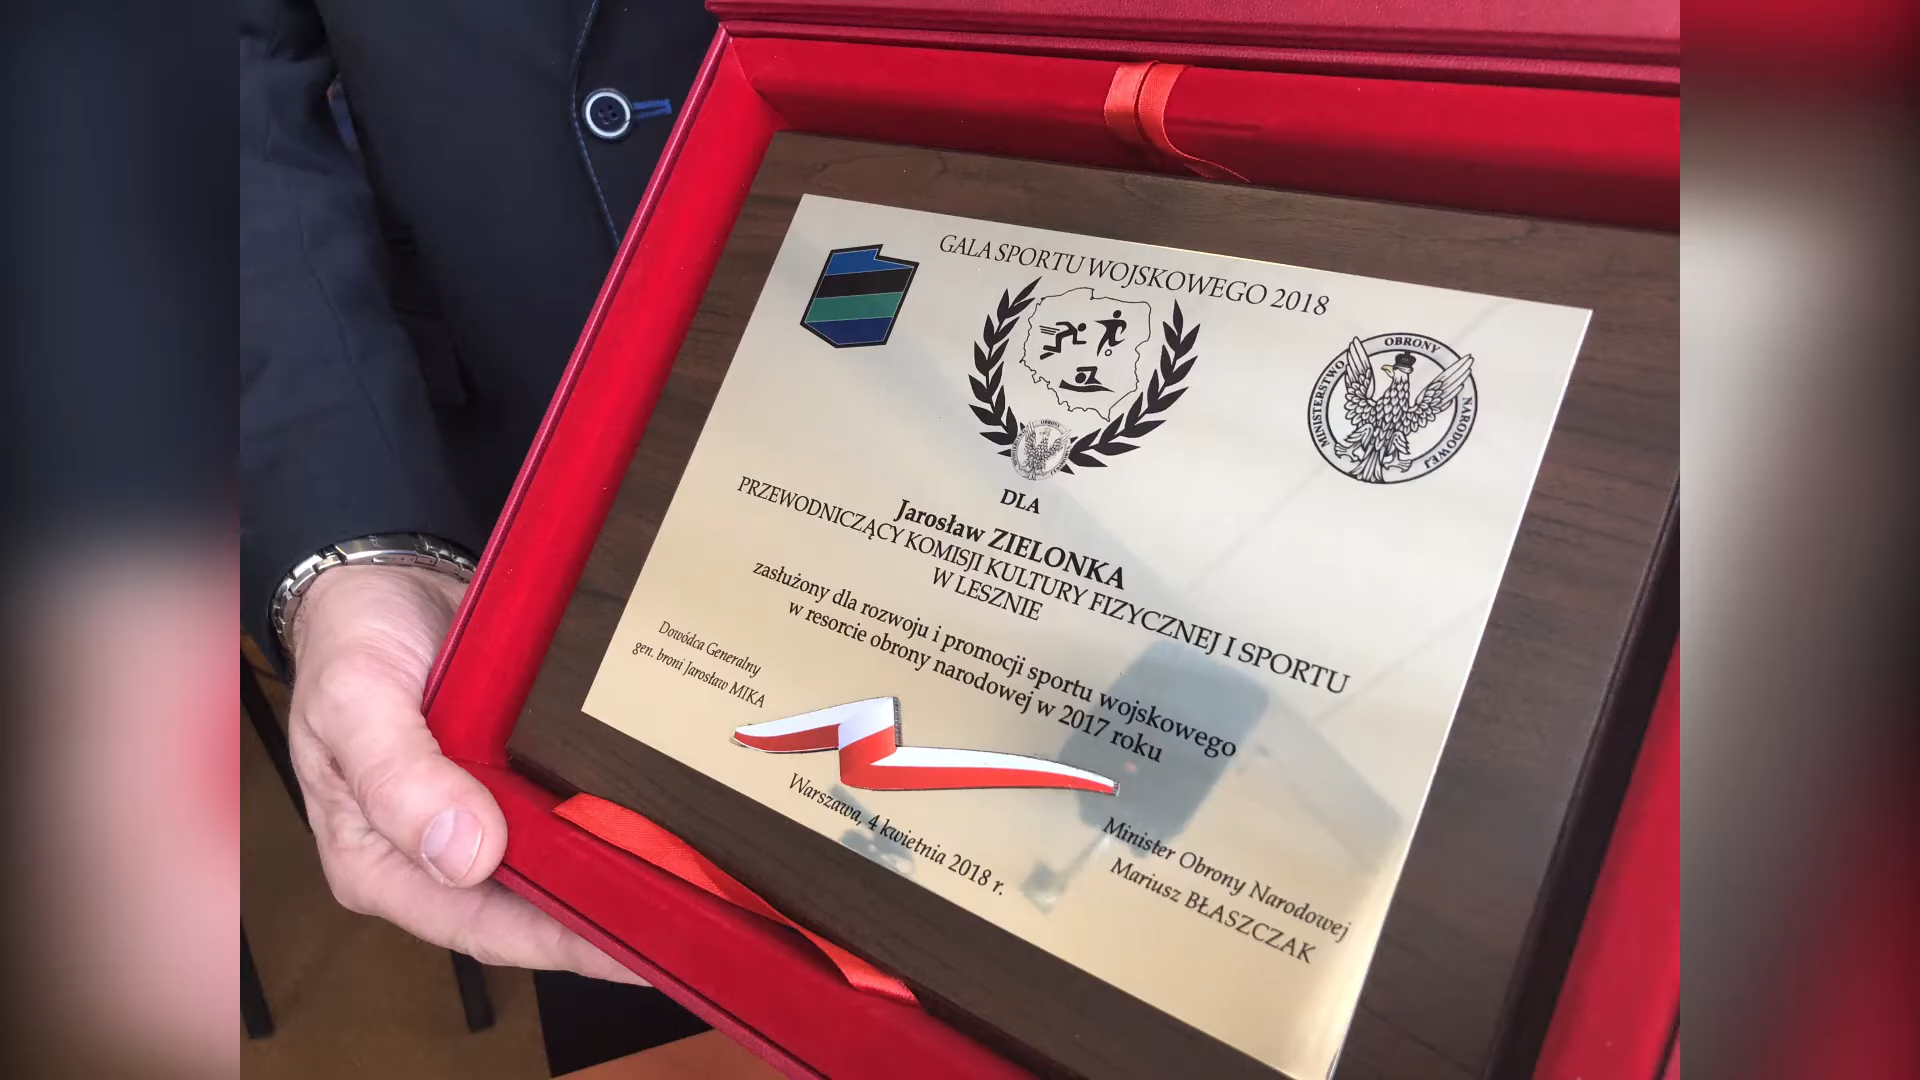 GALA SPORTU WOJSKOWEGO 2018
MINISTERSTWO OBRONY NARODOWEJ
DLA
Jarosław ZIELONKA
PRZEWODNICZĄCY KOMISJI KULTURY FIZYCZNEJ I SPORTU
W LESZNIE
zasłużony dla rozwoju i promocji sportu wojskowego
w resorcie obrony narodowej w 2017 roku
Dowódca Generalny
gen. broni Jarosław MIKA
Warszawa, 4 kwietnia 2018 r.
Minister Obrony Narodowej
Mariusz BŁASZCZAK